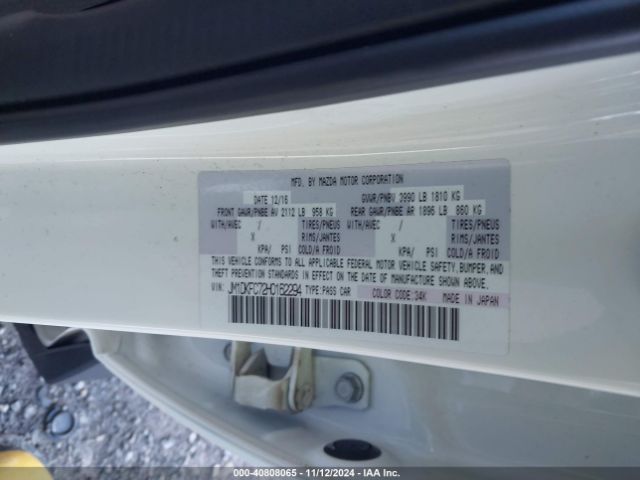 MFD. BY MAZDA MOTOR CORPORATION
DATE 12/16 GVWR/PNBV 3990 LB 1810 KG
FRONT GAWR/PNBE AV 2112 LB 958 KG REAR GAWR/PNBE AR 1896 LB 860 KG
WITH/AVEC / TIRES/PNEUS WITH/AVEC / TIRES/PNEUS
X RIMS/JANTES X RIMS/JANTES
KPA/ PSI COLD/A FROID KPA/ PSI COLD/A FROID
THIS VEHICLE CONFORMS TO ALL APPLICABLE FEDERAL MOTOR VEHICLE SAFETY, BUMPER, AND
THEFT PREVENTION STANDARDS IN EFFECT ON THE DATE OF MANUFACTURE SHOWN ABOVE.
VIN: JM1DKFC72H0162294 TYPE:PASS CAR COLOR CODE:34K MADE IN JAPAN
000-40808065 - 11/12/2024 - IAA Inc.